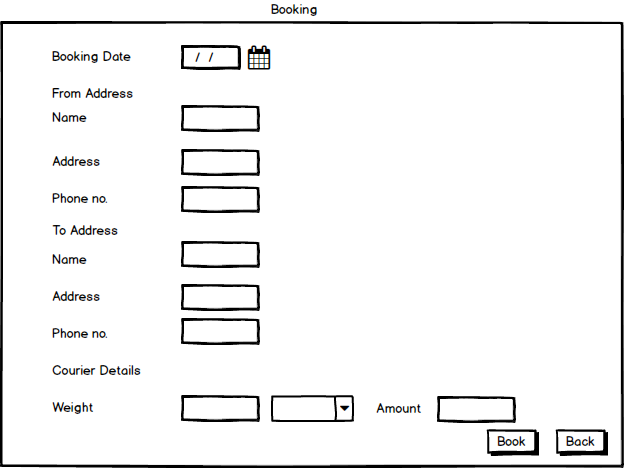 Booking
Booking Date / /
From Address
Name
Address
Phone no.
To Address
Name
Address
Phone no.
Courier Details
Weight Amount
Book Back